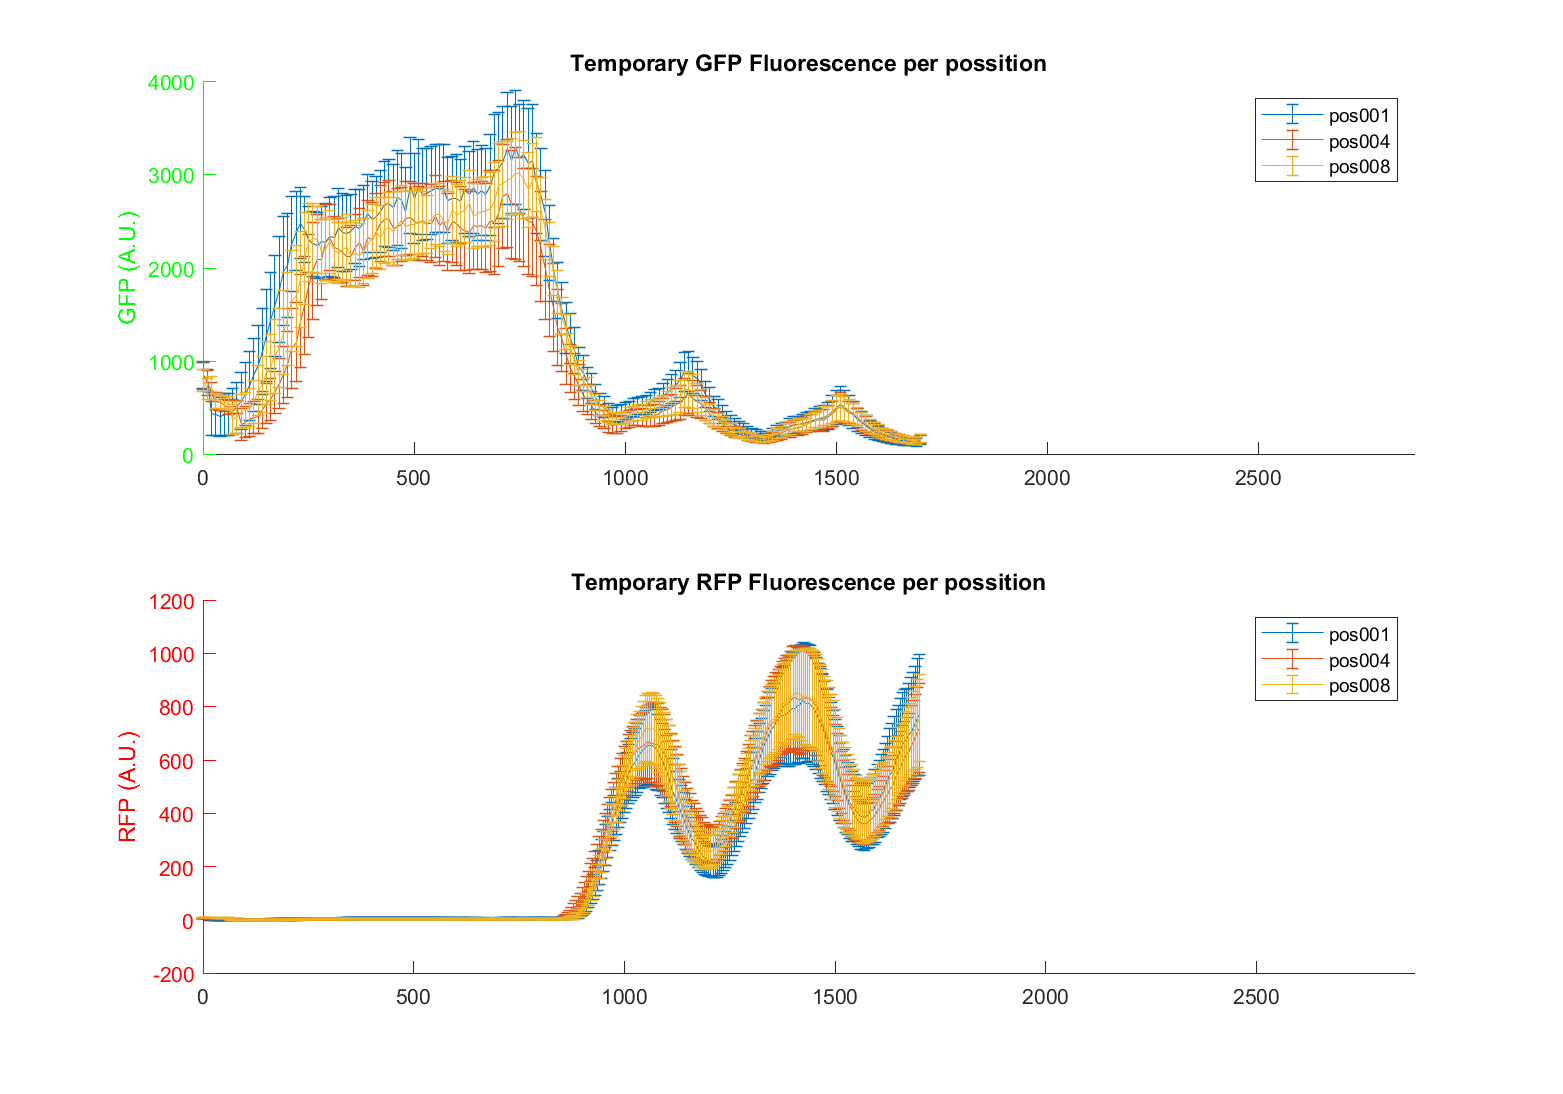 Temporary GFP Fluorescence per possition
4000
3000
2000
1000
0
GFP (A.U.)
pos001
pos004
pos008
0 500 1000 1500 2000 2500
Temporary RFP Fluorescence per possition
1200
1000
800
600
400
200
0
-200
RFP (A.U.)
pos001
pos004
pos008
0 500 1000 1500 2000 2500